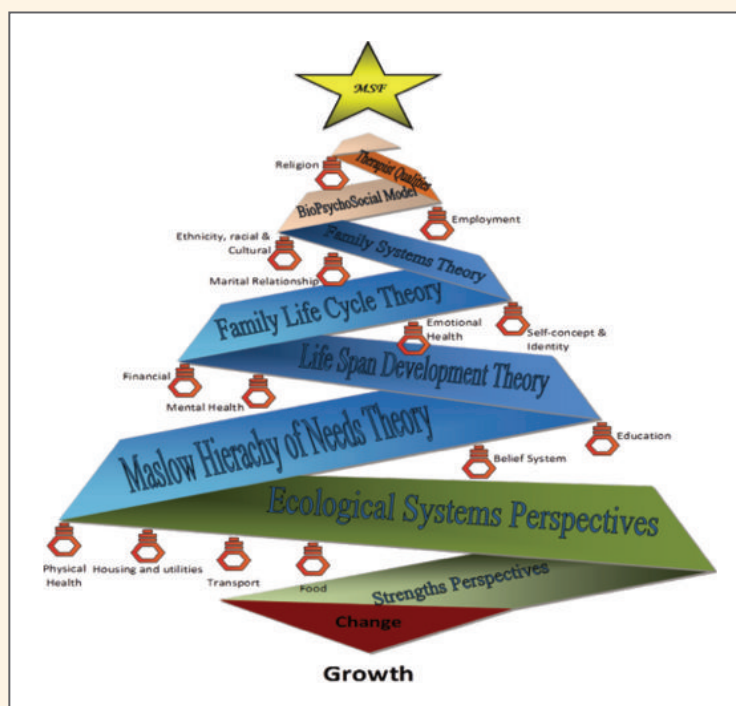 MSF
Therapist Qualities
Religion
BioPsychoSocial Model
Employment
Ethnicity, racial &
Cultural
Family Systems Theory
Marital Relationship
Family Life Cycle Theory
Emotional
Health
Self-concept &
Identity
Life Span Development Theory
Financial
Mental Health
Maslow Hierachy of Needs Theory
Education
Belief System
Ecological Systems Perspectives
Physical
Health
Housing and utilities
Transport
Food
Strengths Perspectives
Change
Growth